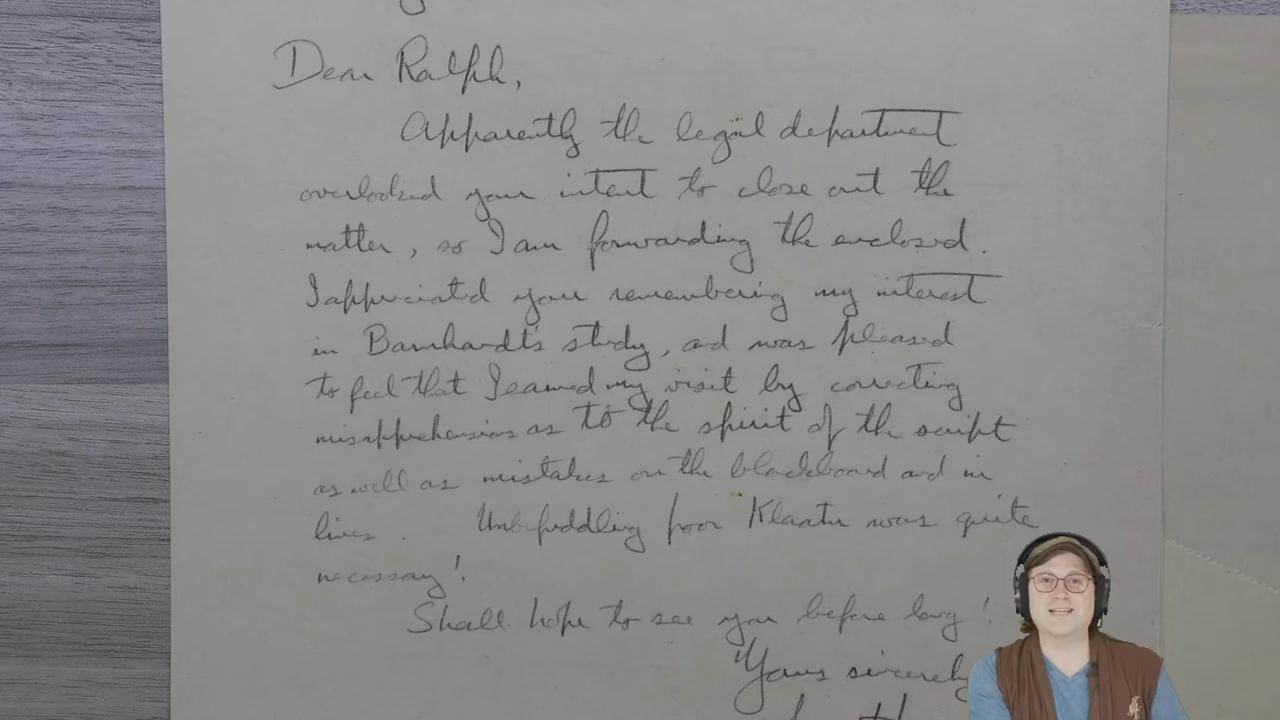 Dear Ralph,
Apparently the legal department
overlooked your intent to close out the
matter, so I am forwarding the enclosed.
I appreciated your remembering my interest
in Barnhardt's study, and was pleased
to feel that I earned my visit by correcting
misapprehensions as to the spirit of the script
as well as mistakes on the blackboard and in
lines. Unbefuddling poor Klaatu was quite
necessary!
Shall hope to see you before long!
Yours sincerely